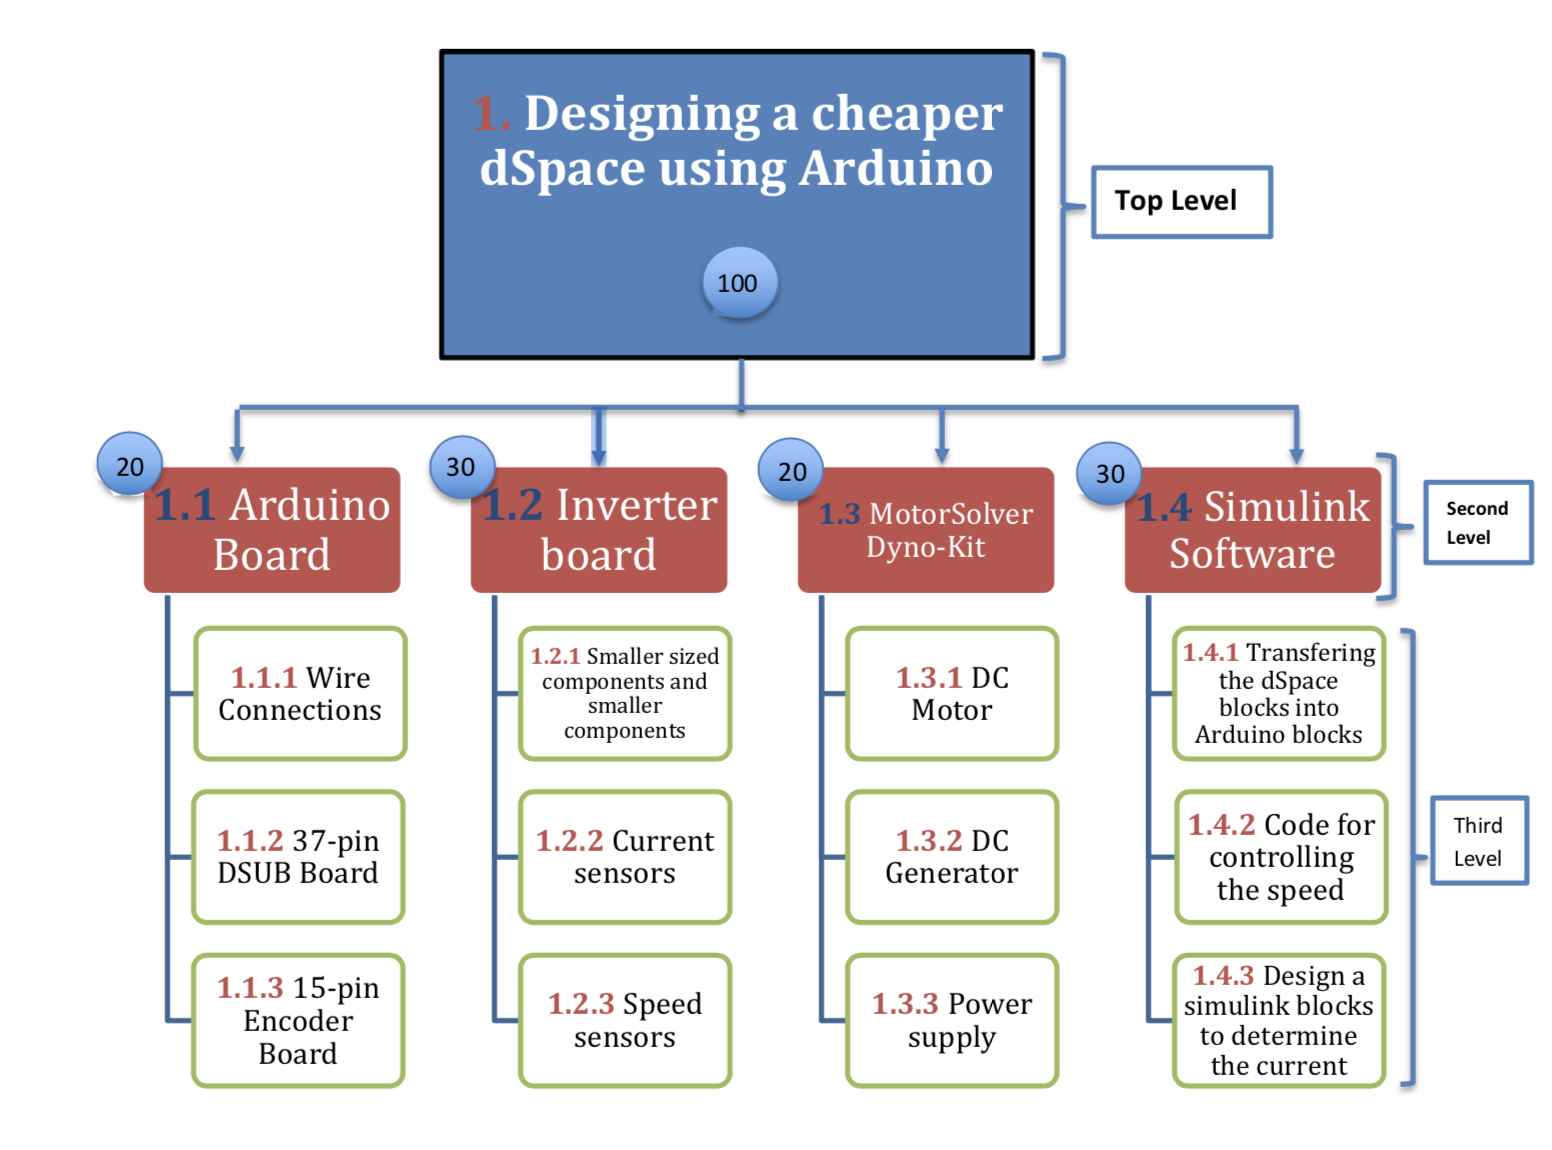 1. Designing a cheaper
dSpace using Arduino
Top Level
100
20
1.1 Arduino
Board
30
1.2 Inverter
board
20
1.3 MotorSolver
Dyno-Kit
30
1.4 Simulink
Software
Second
Level
1.1.1 Wire
Connections
1.1.2 37-pin
DSUB Board
1.1.3 15-pin
Encoder
Board
1.2.1 Smaller sized
components and
smaller
components
1.2.2 Current
sensors
1.2.3 Speed
sensors
1.3.1 DC
Motor
1.3.2 DC
Generator
1.3.3 Power
supply
1.4.1 Transfering
the dSpace
blocks into
Arduino blocks
1.4.2 Code for
controlling
the speed
1.4.3 Design a
simulink blocks
to determine
the current
Third
Level